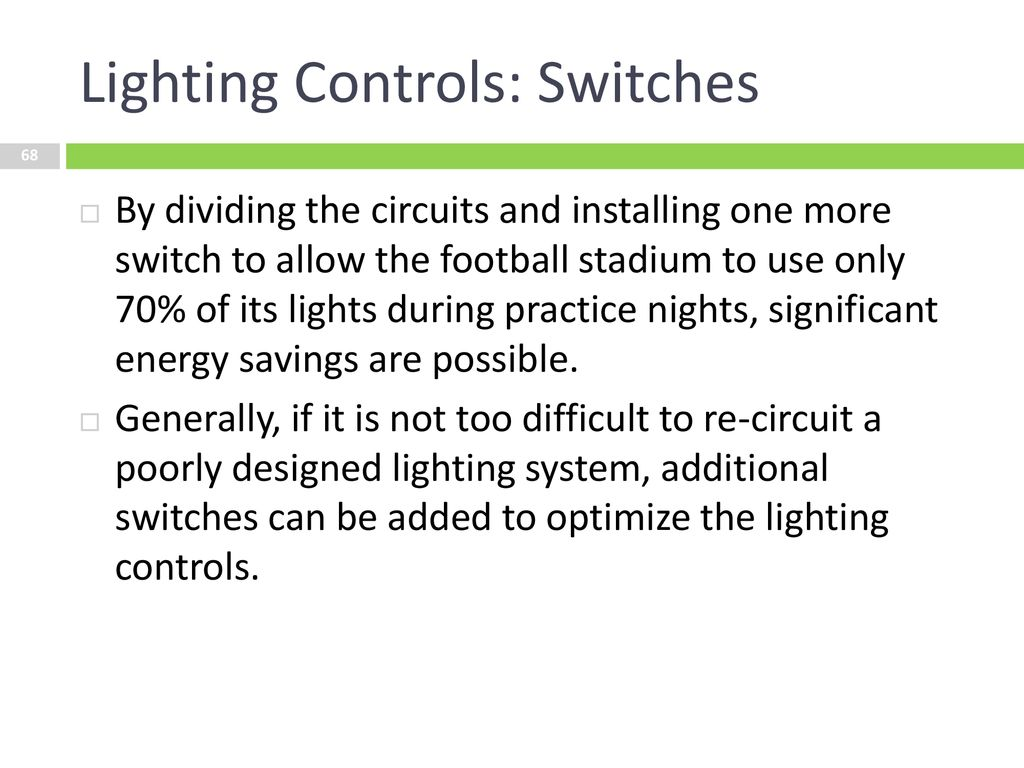 Lighting Controls: Switches
68
By dividing the circuits and installing one more
switch to allow the football stadium to use only
70% of its lights during practice nights, significant
energy savings are possible.
Generally, if it is not too difficult to re-circuit a
poorly designed lighting system, additional
switches can be added to optimize the lighting
controls.